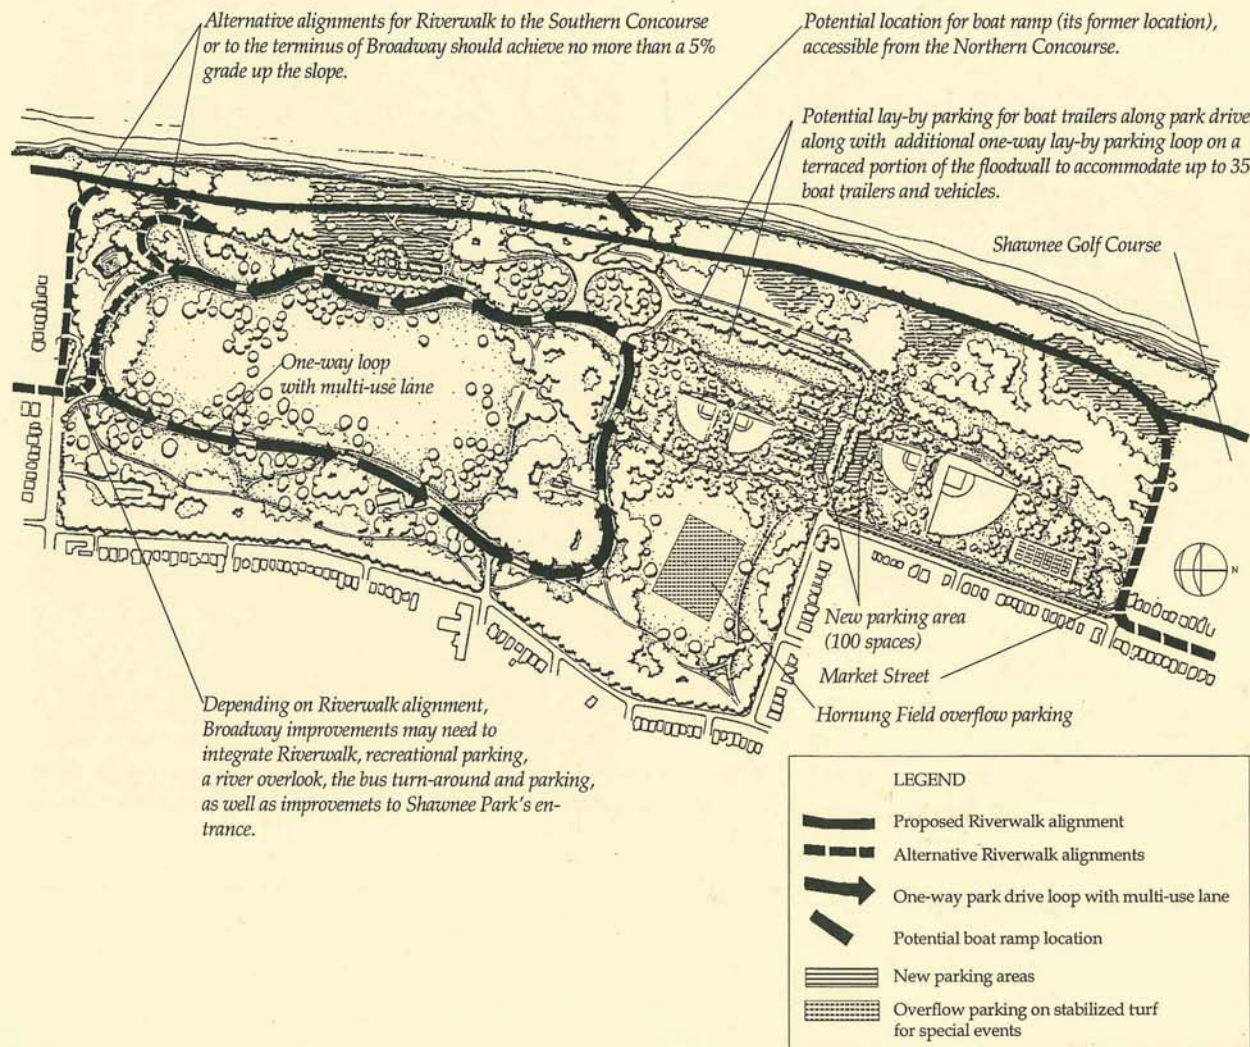 Alternative alignments for Riverwalk to the Southern Concourse
or to the terminus of Broadway should achieve no more than a 5%
grade up the slope.
Potential location for boat ramp (its former location),
accessible from the Northern Concourse.
Potential lay-by parking for boat trailers along park drive
along with additional one-way lay-by parking loop on a
terraced portion of the floodwall to accommodate up to 35
boat trailers and vehicles.
Shawnee Golf Course
One-way loop
with multi-use lane
N
New parking area
(100 spaces)
Market Street
Hornung Field overflow parking
Depending on Riverwalk alignment,
Broadway improvements may need to
integrate Riverwalk, recreational parking,
a river overlook, the bus turn-around and parking,
as well as improvemets to Shawnee Park's en-
trance.
LEGEND
Proposed Riverwalk alignment
Alternative Riverwalk alignments
One-way park drive loop with multi-use lane
Potential boat ramp location
New parking areas
Overflow parking on stabilized turf
for special events